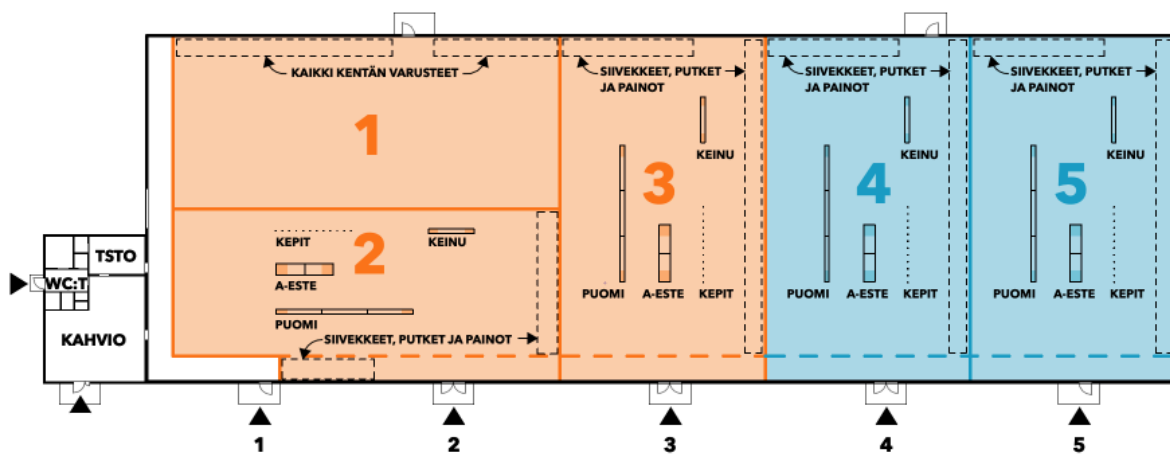 KAIKKI KENTÄN VARUSTEET
SIIVEKKEET, PUTKET
JA PAINOT
SIIVEKKEET, PUTKET
JA PAINOT
SIIVEKKEET, PUTKET
JA PAINOT
1
KEINU
KEINU
KEINU
3
4
5
2
KEPIT
KEINU
A-ESTE
PUOMI
SIIVEKKEET, PUTKET JA PAINOT
PUOMI
A-ESTE
KEPIT
PUOMI
A-ESTE
KEPIT
PUOMI
A-ESTE
KEPIT
TSTO
WC:T
KAHVIO
1
2
3
4
5